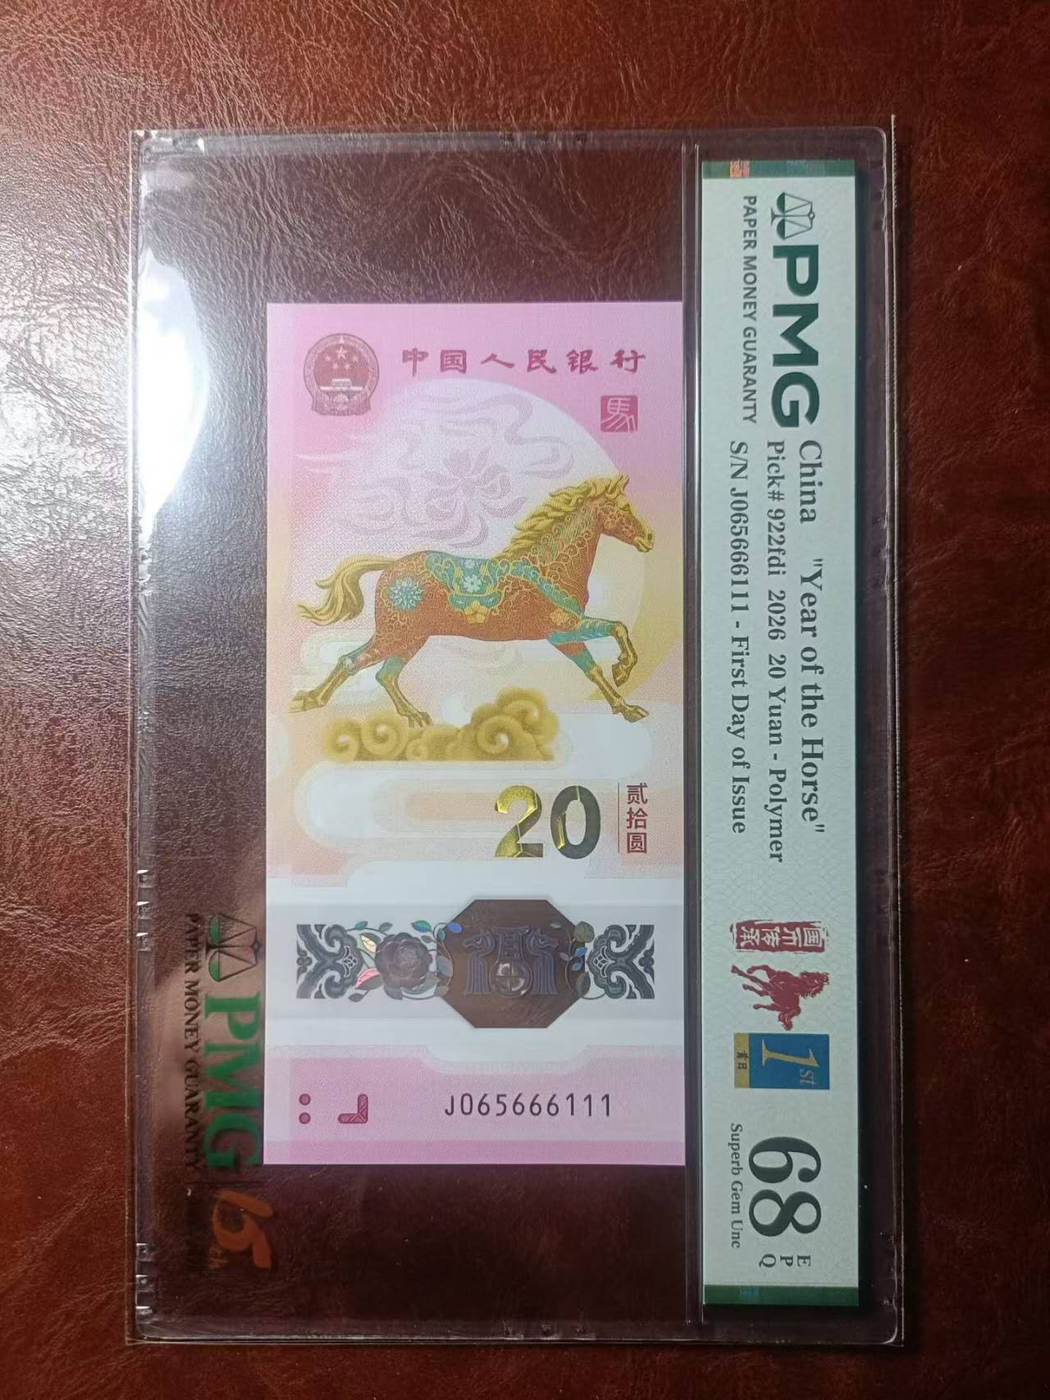 PMG
PAPER MONEY GUARANTY
China "Year of the Horse"
Pick# 922fdi 2026 20 Yuan - Polymer
S/N J065666111 - First Day of Issue
1st
首日
68
EPQ
Superb Gem Unc
中国人民银行
馬
20
贰拾圆
J065666111
PMG
PAPER MONEY GUARANTY